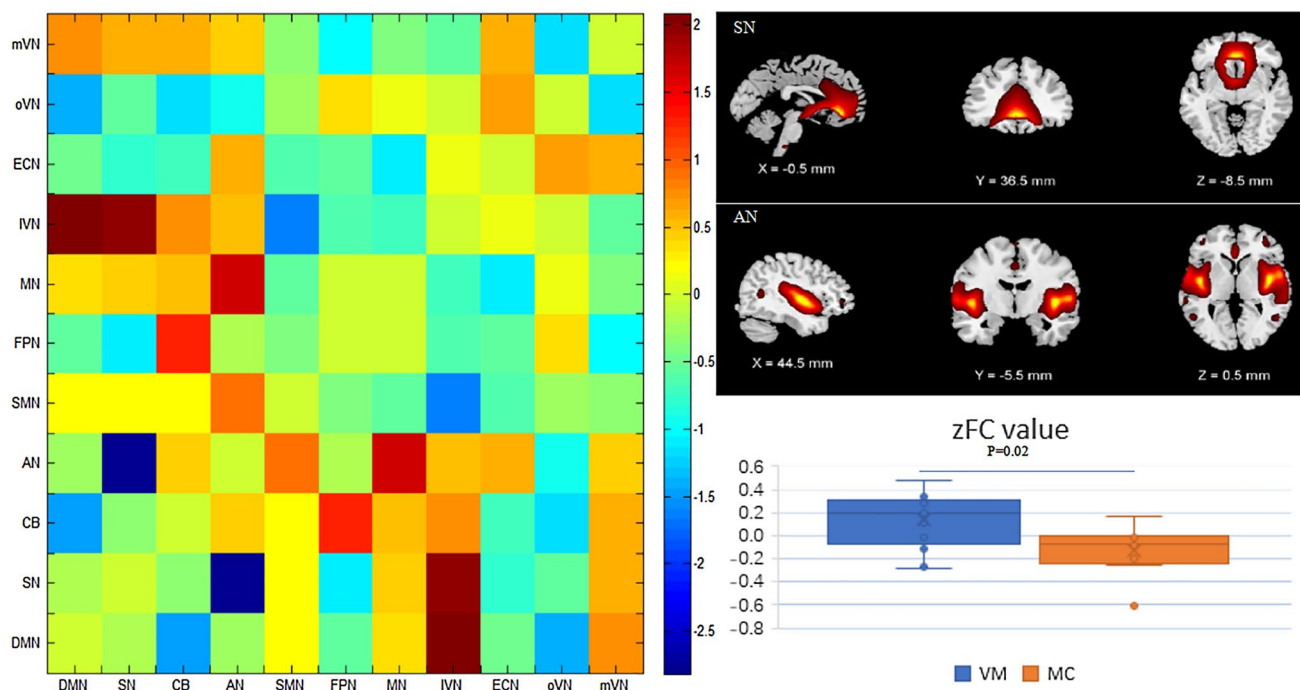 mVN
oVN
ECN
IVN
MN
FPN
SMN
AN
CB
SN
DMN
DMN SN CB AN SMN FPN MN IVN ECN oVN mVN
2
1.5
1
0.5
0
-0.5
-1
-1.5
-2
-2.5
SN
X = -0.5 mm
Y = 36.5 mm
Z = -8.5 mm
AN
X = 44.5 mm
Y = -5.5 mm
Z = 0.5 mm
zFC value
P=0.02
0.6
0.4
0.2
0.0
-0.2
-0.4
-0.6
-0.8
VM MC